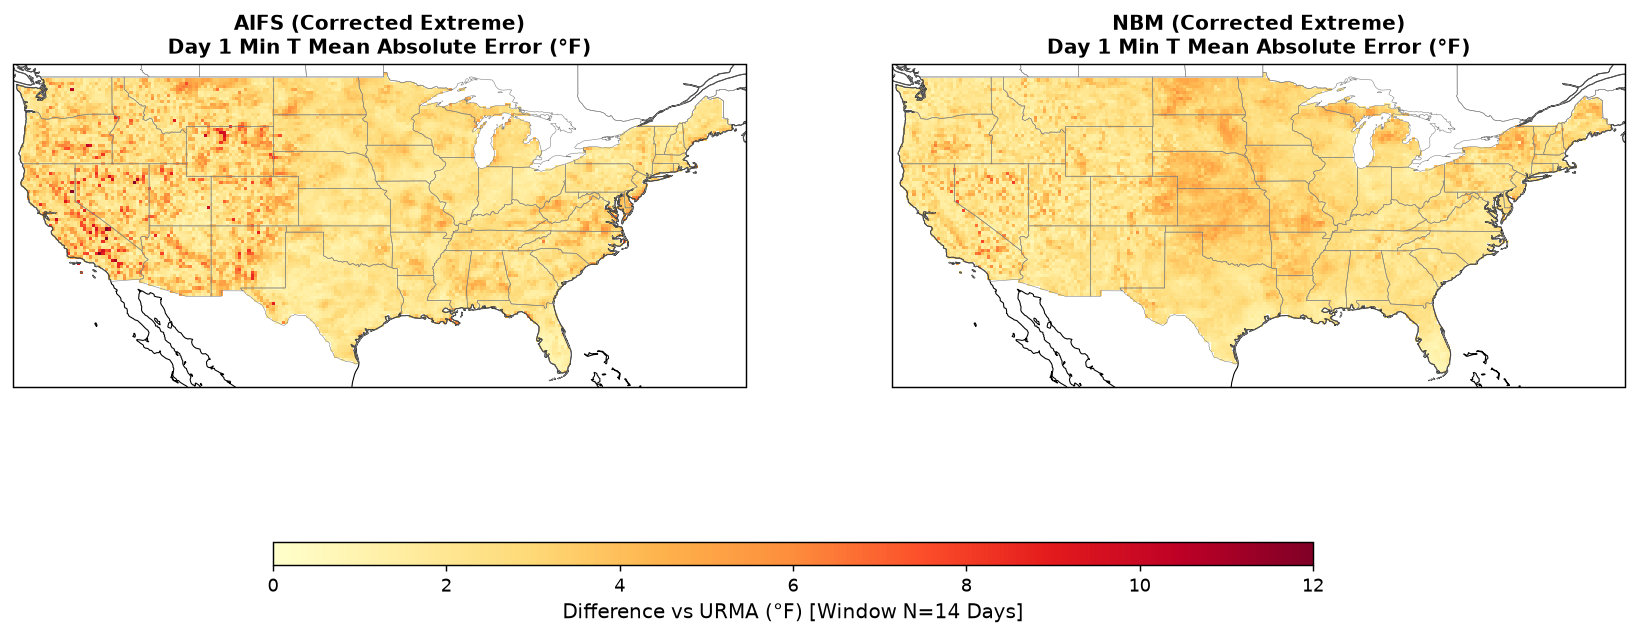 AIFS (Corrected Extreme)
Day 1 Min T Mean Absolute Error (°F)
NBM (Corrected Extreme)
Day 1 Min T Mean Absolute Error (°F)
0 2 4 6 8 10 12
Difference vs URMA (°F) [Window N=14 Days]